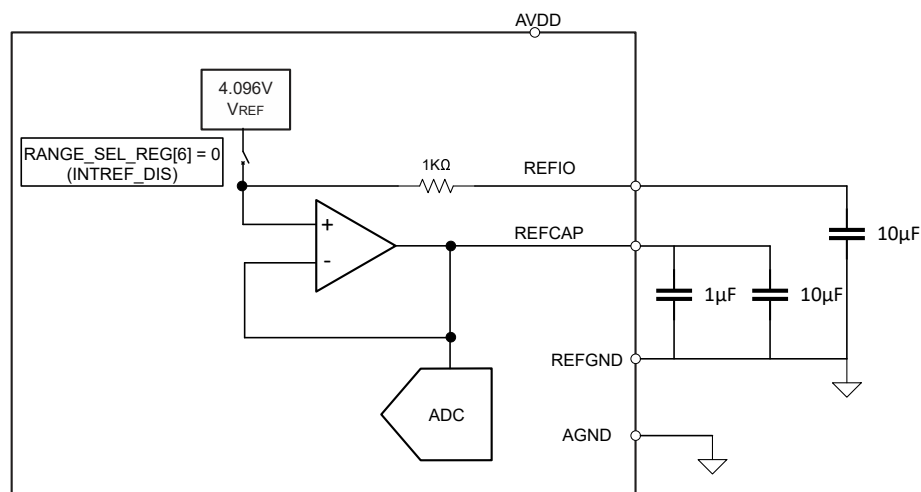 AVDD
4.096V
VREF
RANGE_SEL_REG[6] = 0
(INTREF_DIS)
1KΩ
REFIO
+
-
REFCAP
10µF
1µF
10µF
REFGND
ADC
AGND